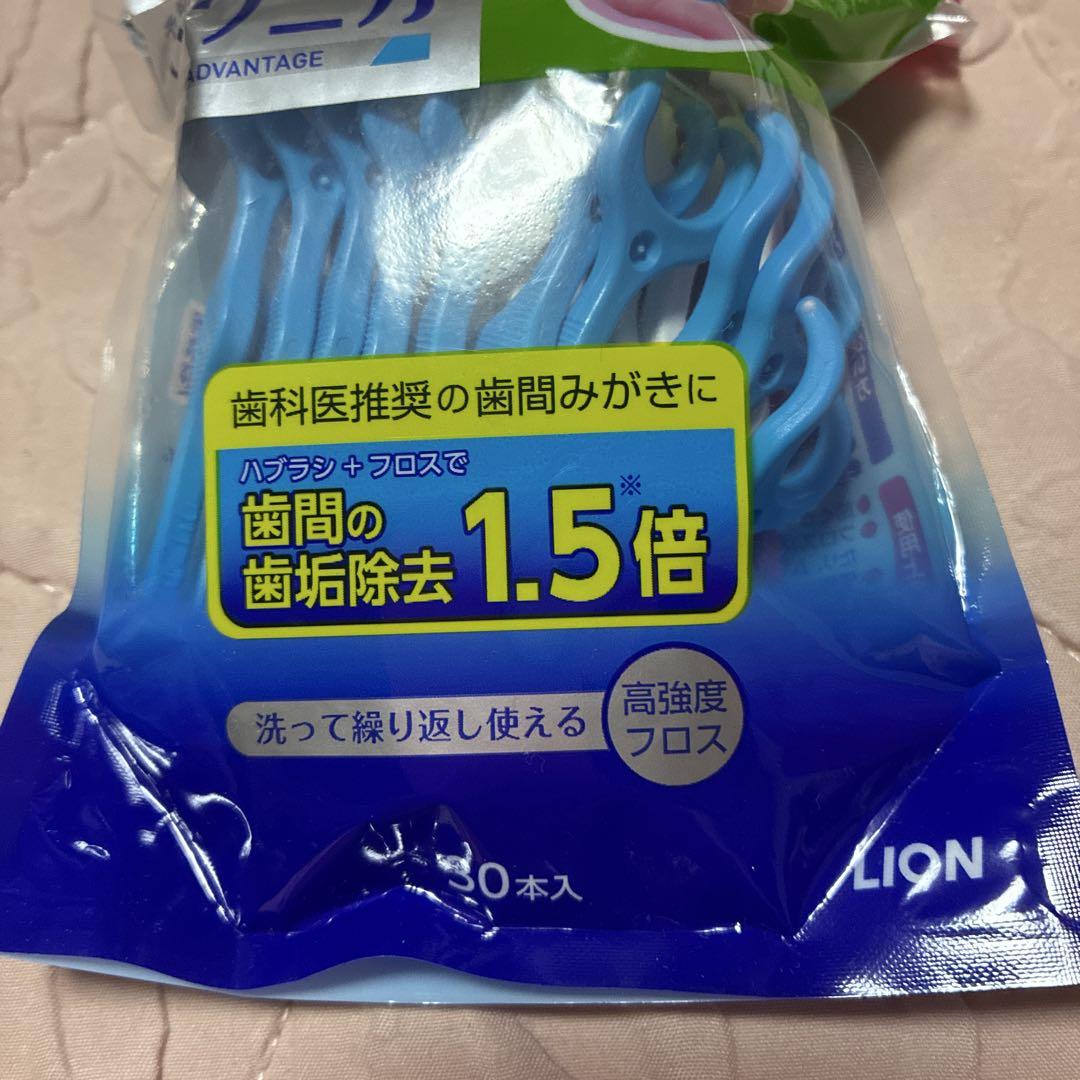 ADVANTAGE
歯科医推奨の歯間みがきに
ハブラシ+フロスで
歯間の
歯垢除去 1.5※倍
洗って繰り返し使える
高強度
フロス
30本入
LION